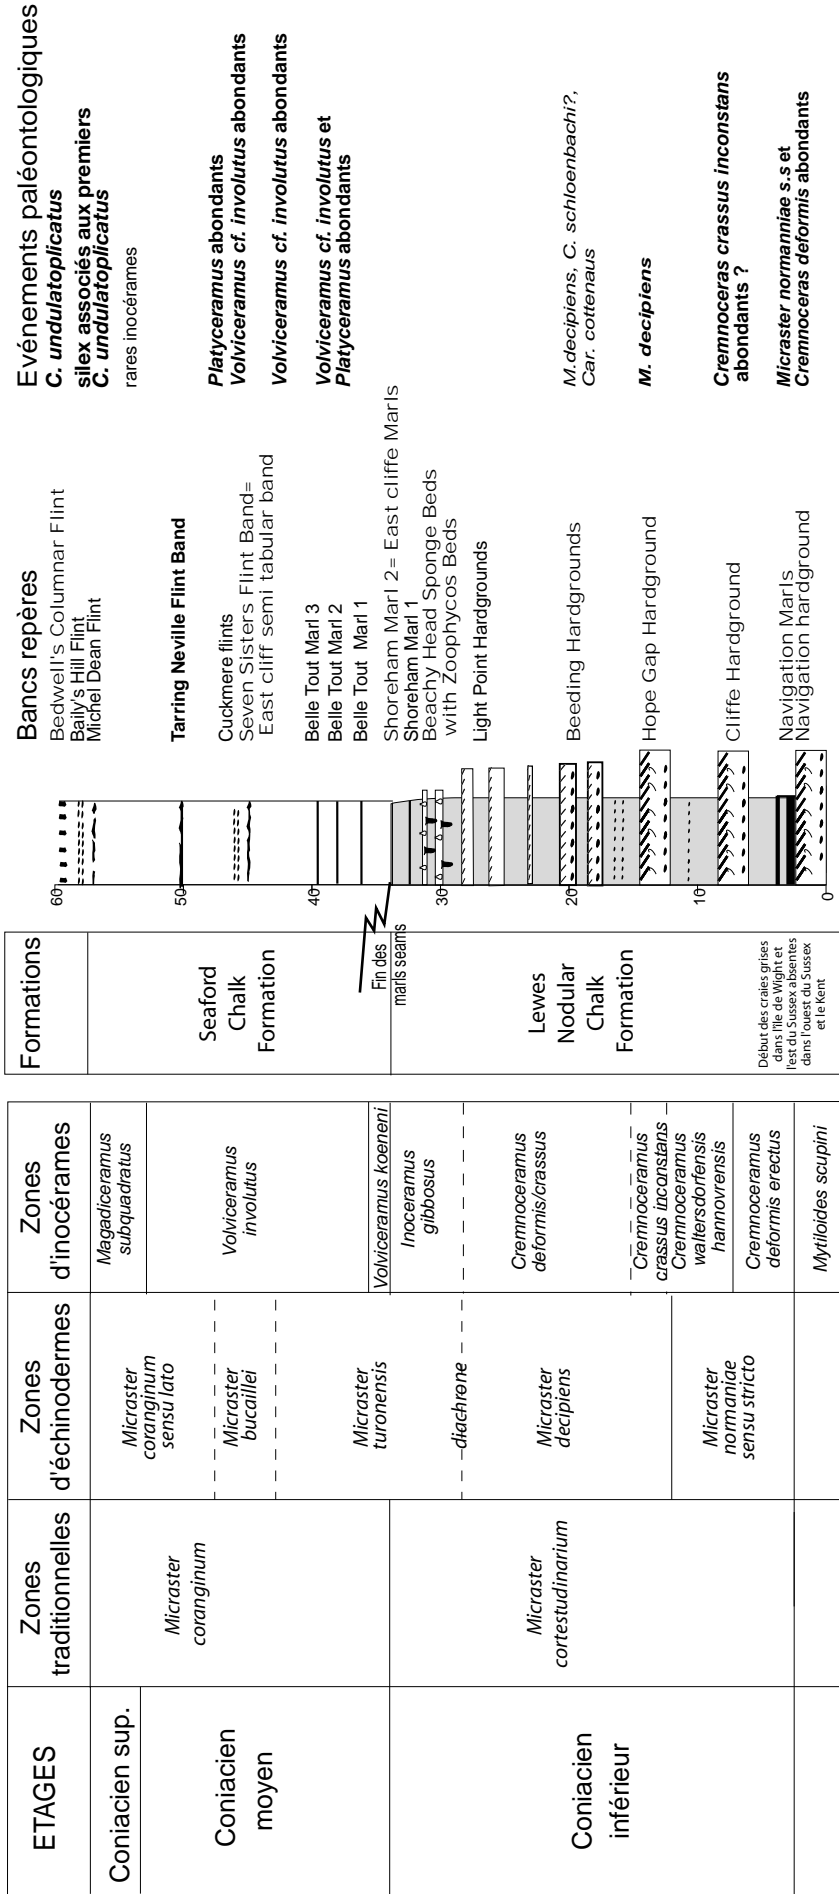 ETAGES
Coniacien sup.
Coniacien
moyen
Coniacien
inférieur
Zones
traditionnelles
Micraster
coranginum
Micraster
cortestudinarium
Zones
d'échinodermes
Micraster
coranginum
sensu lato
Micraster
bucaillei
Micraster
turonensis
diachrone
Micraster
decipiens
Micraster
normaniae
sensu stricto
Zones
d'inocérames
Magadiceramus
subquadratus
Volviceramus
involutus
Volviceramus koeneni
Inoceramus
gibbosus
Cremnoceramus
deformis/crassus
Cremnoceramus
crassus inconstans
Cremnoceramus
waltersdorfensis
hannovrensis
Cremnoceramus
deformis erectus
Mytiloides scupini
Formations
Seaford
Chalk
Formation
Fin des
marls seams
Lewes
Nodular
Chalk
Formation
Début des craies grises
dans l'île de Wight et
l'est du Sussex absentes
dans l'ouest du Sussex
et le Kent
60
50
40
30
20
10
0
Bancs repères
Bedwell's Columnar Flint
Baily's Hill Flint
Michel Dean Flint
Tarring Neville Flint Band
Cuckmere flints
Seven Sisters Flint Band=
East cliff semi tabular band
Belle Tout Marl 3
Belle Tout Marl 2
Belle Tout Marl 1
Shoreham Marl 2= East cliffe Marls
Shoreham Marl 1
Beachy Head Sponge Beds
with Zoophycos Beds
Light Point Hardgrounds
Beeding Hardgrounds
Hope Gap Hardground
Cliffe Hardground
Navigation Marls
Navigation hardground
Evénements paléontologiques
C. undulatoplicatus
silex associés aux premiers
C. undulatoplicatus
rares inocérames
Platyceramus abondants
Volviceramus cf. involutus abondants
Volviceramus cf. involutus abondants
Volviceramus cf. involutus et
Platyceramus abondants
M.decipiens, C. schloenbachi?,
Car. cottenaus
M. decipiens
Cremnoceras crassus inconstans
abondants ?
Micraster normanniae s.s et
Cremnoceras deformis abondants